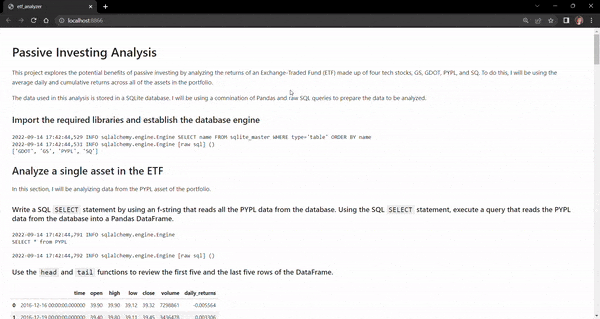 etf_analyzer
localhost:8866
Passive Investing Analysis
This project explores the potential benefits of passive investing by analyzing the returns of an Exchange-Traded Fund (ETF) made up of four tech stocks, GS, GDOT, PYPL, and SQ. To do this, I will be using the
average daily and cumulative returns across all of the assets in the portfolio.
The data used in this analysis is stored in a SQLite database. I will be using a comnination of Pandas and raw SQL queries to prepare the data to be analyzed.
Import the required libraries and establish the database engine
2022-09-14 17:42:44,529 INFO sqlalchemy.engine.Engine SELECT name FROM sqlite_master WHERE type='table' ORDER BY name
2022-09-14 17:42:44,531 INFO sqlalchemy.engine.Engine [raw sql] ()
['GDOT', 'GS', 'PYPL', 'SQ']
Analyze a single asset in the ETF
In this section, I will be analyzing data from the PYPL asset of the portfolio.
Write a SQL SELECT statement by using an f-string that reads all the PYPL data from the database. Using the SQL SELECT statement, execute a query that reads the PYPL
data from the database into a Pandas DataFrame.
2022-09-14 17:42:44,791 INFO sqlalchemy.engine.Engine
SELECT * from PYPL
2022-09-14 17:42:44,792 INFO sqlalchemy.engine.Engine [raw sql] ()
Use the head and tail functions to review the first five and the last five rows of the DataFrame.
time open high low close volume daily_returns
0 2016-12-16 00:00:00.000000 39.90 39.90 39.12 39.32 7298861 -0.005564
1 2016-12-19 00:00:00.000000 39.40 39.80 39.11 39.45 3436478 0.003306